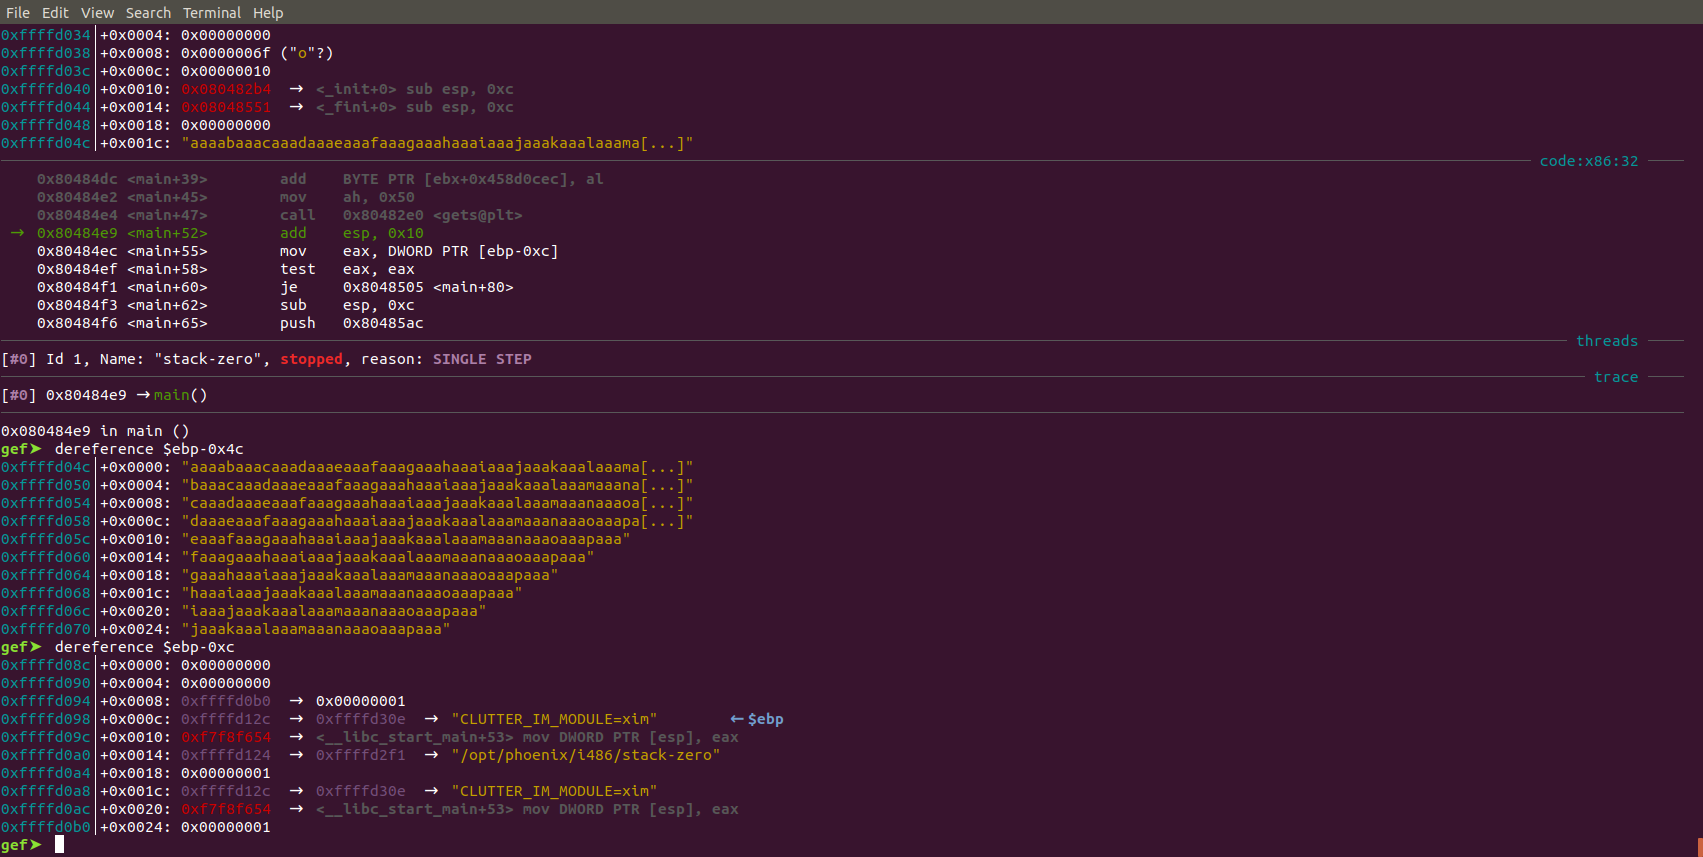 File Edit View Search Terminal Help
0xffffd034│+0x0004: 0x00000000
0xffffd038│+0x0008: 0x0000006f ("o"?)
0xffffd03c│+0x000c: 0x00000010
0xffffd040│+0x0010: 0x080482b4 → <_init+0> sub esp, 0xc
0xffffd044│+0x0014: 0x08048551 → <_fini+0> sub esp, 0xc
0xffffd048│+0x0018: 0x00000000
0xffffd04c│+0x001c: "aaaabaaacaaadaaaeaaafaaagaaahaaaiaaajaaakaaalaaama[...]"
code:x86:32
0x80484dc <main+39> add BYTE PTR [ebx+0x458d0cec], al
0x80484e2 <main+45> mov ah, 0x50
0x80484e4 <main+47> call 0x80482e0 <gets@plt>
→ 0x80484e9 <main+52> add esp, 0x10
0x80484ec <main+55> mov eax, DWORD PTR [ebp-0xc]
0x80484ef <main+58> test eax, eax
0x80484f1 <main+60> je 0x8048505 <main+80>
0x80484f3 <main+62> sub esp, 0xc
0x80484f6 <main+65> push 0x80485ac
threads
[#0] Id 1, Name: "stack-zero", stopped, reason: SINGLE STEP
trace
[#0] 0x80484e9 → main()
0x080484e9 in main ()
gef➤ dereference $ebp-0x4c
0xffffd04c│+0x0000: "aaaabaaacaaadaaaeaaafaaagaaahaaaiaaajaaakaaalaaama[...]"
0xffffd050│+0x0004: "baaacaaadaaaeaaafaaagaaahaaaiaaajaaakaaalaaamaaana[...]"
0xffffd054│+0x0008: "caaadaaaeaaafaaagaaahaaaiaaajaaakaaalaaamaaanaaaoa[...]"
0xffffd058│+0x000c: "daaaeaaafaaagaaahaaaiaaajaaakaaalaaamaaanaaaoaaapa[...]"
0xffffd05c│+0x0010: "eaaafaaagaaahaaaiaaajaaakaaalaaamaaanaaaoaaapaaa"
0xffffd060│+0x0014: "faaagaaahaaaiaaajaaakaaalaaamaaanaaaoaaapaaa"
0xffffd064│+0x0018: "gaaahaaaiaaajaaakaaalaaamaaanaaaoaaapaaa"
0xffffd068│+0x001c: "haaaiaaajaaakaaalaaamaaanaaaoaaapaaa"
0xffffd06c│+0x0020: "iaaajaaakaaalaaamaaanaaaoaaapaaa"
0xffffd070│+0x0024: "jaaakaaalaaamaaanaaaoaaapaaa"
gef➤ dereference $ebp-0xc
0xffffd08c│+0x0000: 0x00000000
0xffffd090│+0x0004: 0x00000000
0xffffd094│+0x0008: 0xffffd0b0 → 0x00000001
0xffffd098│+0x000c: 0xffffd12c → 0xffffd30e → "CLUTTER_IM_MODULE=xim" ←$ebp
0xffffd09c│+0x0010: 0xf7f8f654 → <__libc_start_main+53> mov DWORD PTR [esp], eax
0xffffd0a0│+0x0014: 0xffffd124 → 0xffffd2f1 → "/opt/phoenix/i486/stack-zero"
0xffffd0a4│+0x0018: 0x00000001
0xffffd0a8│+0x001c: 0xffffd12c → 0xffffd30e → "CLUTTER_IM_MODULE=xim"
0xffffd0ac│+0x0020: 0xf7f8f654 → <__libc_start_main+53> mov DWORD PTR [esp], eax
0xffffd0b0│+0x0024: 0x00000001
gef➤